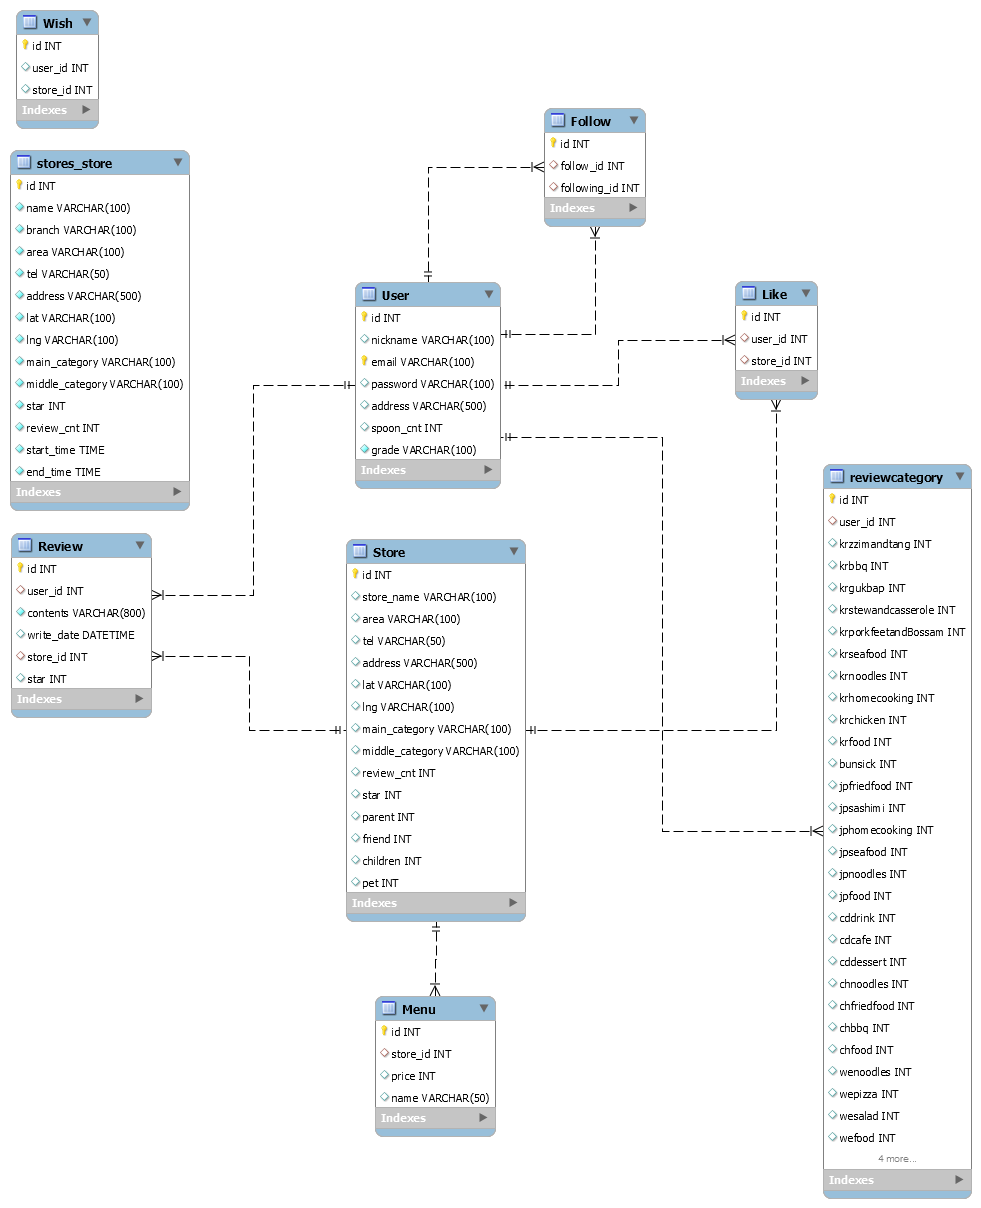 Wish
id INT
user_id INT
store_id INT
Indexes
stores_store
id INT
name VARCHAR(100)
branch VARCHAR(100)
area VARCHAR(100)
tel VARCHAR(50)
address VARCHAR(500)
lat VARCHAR(100)
lng VARCHAR(100)
main_category VARCHAR(100)
middle_category VARCHAR(100)
star INT
review_cnt INT
start_time TIME
end_time TIME
Indexes
Review
id INT
user_id INT
contents VARCHAR(800)
write_date DATETIME
store_id INT
star INT
Indexes
Follow
id INT
follow_id INT
following_id INT
Indexes
User
id INT
nickname VARCHAR(100)
email VARCHAR(100)
password VARCHAR(100)
address VARCHAR(500)
spoon_cnt INT
grade VARCHAR(100)
Indexes
Store
id INT
store_name VARCHAR(100)
area VARCHAR(100)
tel VARCHAR(50)
address VARCHAR(500)
lat VARCHAR(100)
lng VARCHAR(100)
main_category VARCHAR(100)
middle_category VARCHAR(100)
review_cnt INT
star INT
parent INT
friend INT
children INT
pet INT
Indexes
Menu
id INT
store_id INT
price INT
name VARCHAR(50)
Indexes
Like
id INT
user_id INT
store_id INT
Indexes
reviewcategory
id INT
user_id INT
krzzimandtang INT
krbbq INT
krgukbap INT
krstewandcasserole INT
krporkfeetandBossam INT
krseafood INT
krnoodles INT
krhomecooking INT
krchicken INT
krfood INT
bunsick INT
jpfriedfood INT
jpsashimi INT
jphomecooking INT
jpseafood INT
jpnoodles INT
jpfood INT
cddrink INT
cdcafe INT
cddessert INT
chnoodles INT
chfriedfood INT
chbbq INT
chfood INT
wenoodles INT
wepizza INT
wesalad INT
wefood INT
4 more...
Indexes